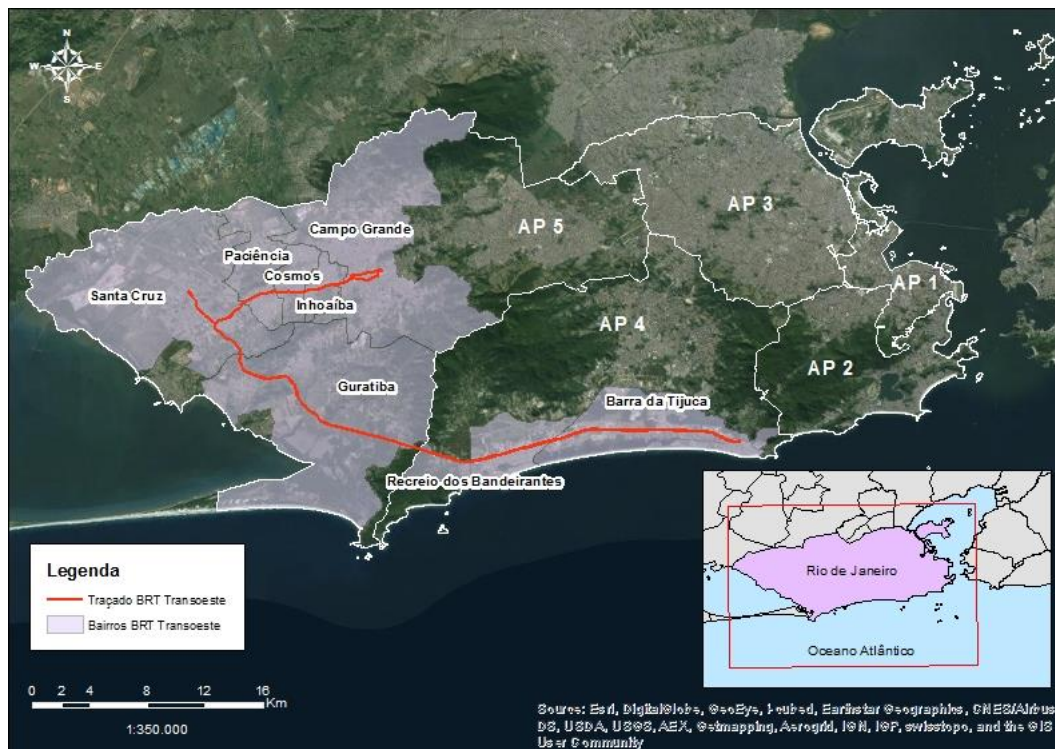 N
W E
S
Campo Grande
AP 5
AP 3
Paciência
Cosmos
Santa Cruz
Inhoaíba
AP 1
AP 4
AP 2
Guratiba
Barra da Tijuca
Recreio dos Bandeirantes
Legenda
Traçado BRT Transoeste
Bairros BRT Transoeste
Rio de Janeiro
Oceano Atlântico
0 2 4 8 12 16
Km
1:350.000
Source: Esri, DigitalGlobe, GeoEye, i-cubed, Earthstar Geographics, CNES/Airbus
DS, USDA, USGS, AEX, Getmapping, Aerogrid, IGN, IGP, swisstopo, and the GIS
User Community